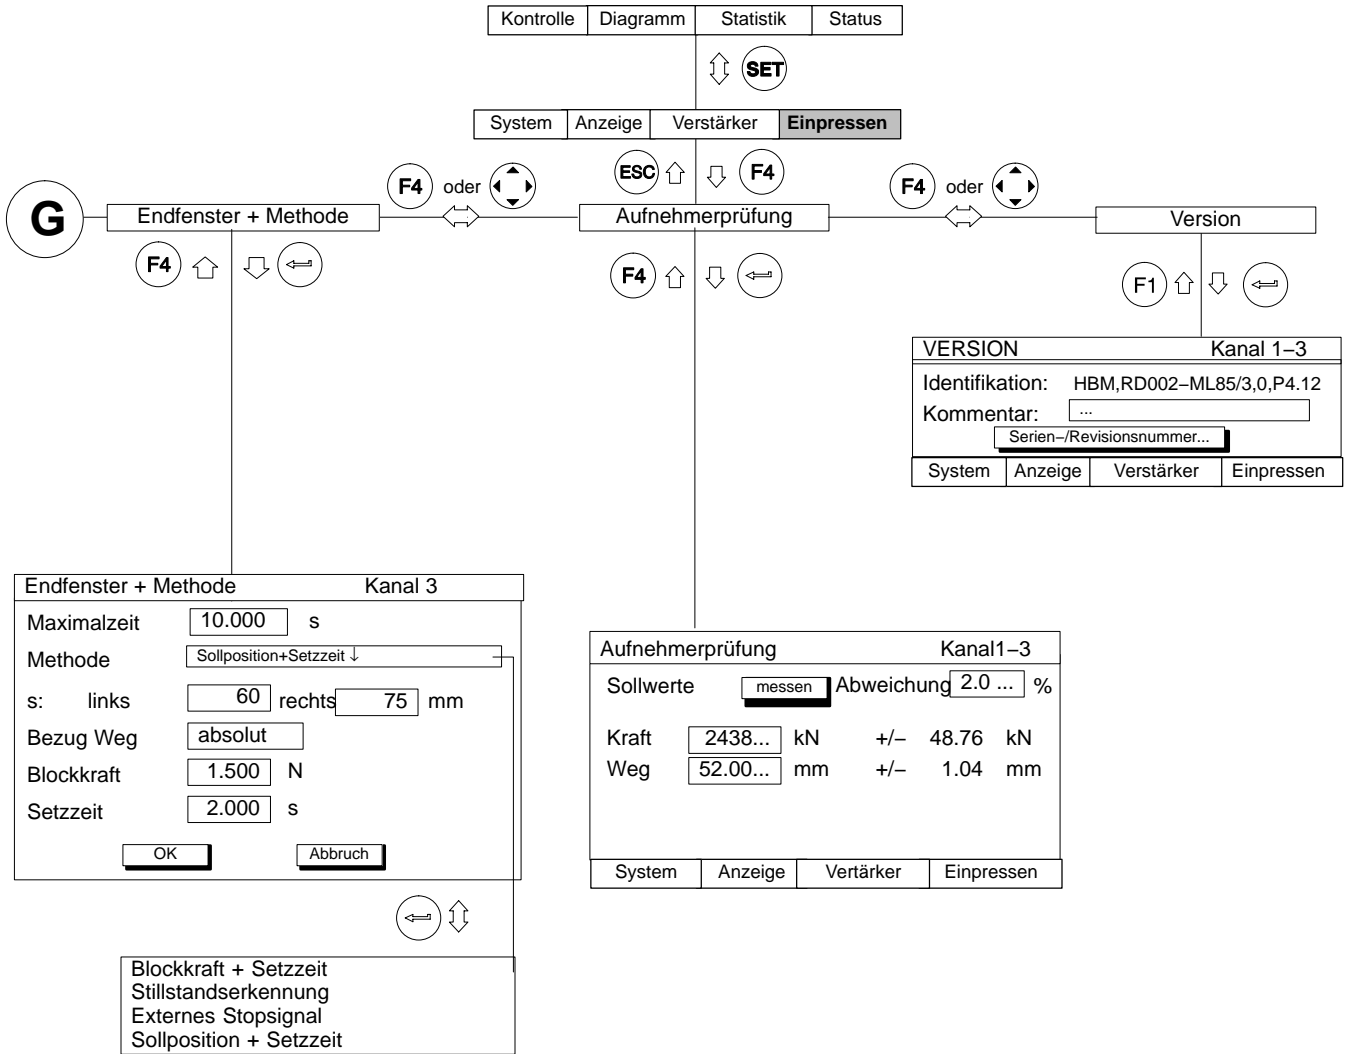 Kontrolle Diagramm Statistik Status
SET
System Anzeige Verstärker Einpressen
ESC F4
F4 oder
F4 oder
G
Endfenster + Methode
Aufnehmerprüfung
Version
F4
F4
F1
VERSION Kanal 1–3
Identifikation: HBM,RD002–ML85/3,0,P4.12
Kommentar: ...
Serien–/Revisionsnummer...
System Anzeige Verstärker Einpressen
Endfenster + Methode Kanal 3
Maximalzeit 10.000 s
Methode Sollposition+Setzzeit ↓
s: links 60 rechts 75 mm
Bezug Weg absolut
Blockkraft 1.500 N
Setzzeit 2.000 s
OK Abbruch
Aufnehmerprüfung Kanal1–3
Sollwerte messen Abweichung 2.0 ... %
Kraft 2438... kN +/– 48.76 kN
Weg 52.00... mm +/– 1.04 mm
System Anzeige Vertärker Einpressen
Blockkraft + Setzzeit
Stillstandserkennung
Externes Stopsignal
Sollposition + Setzzeit